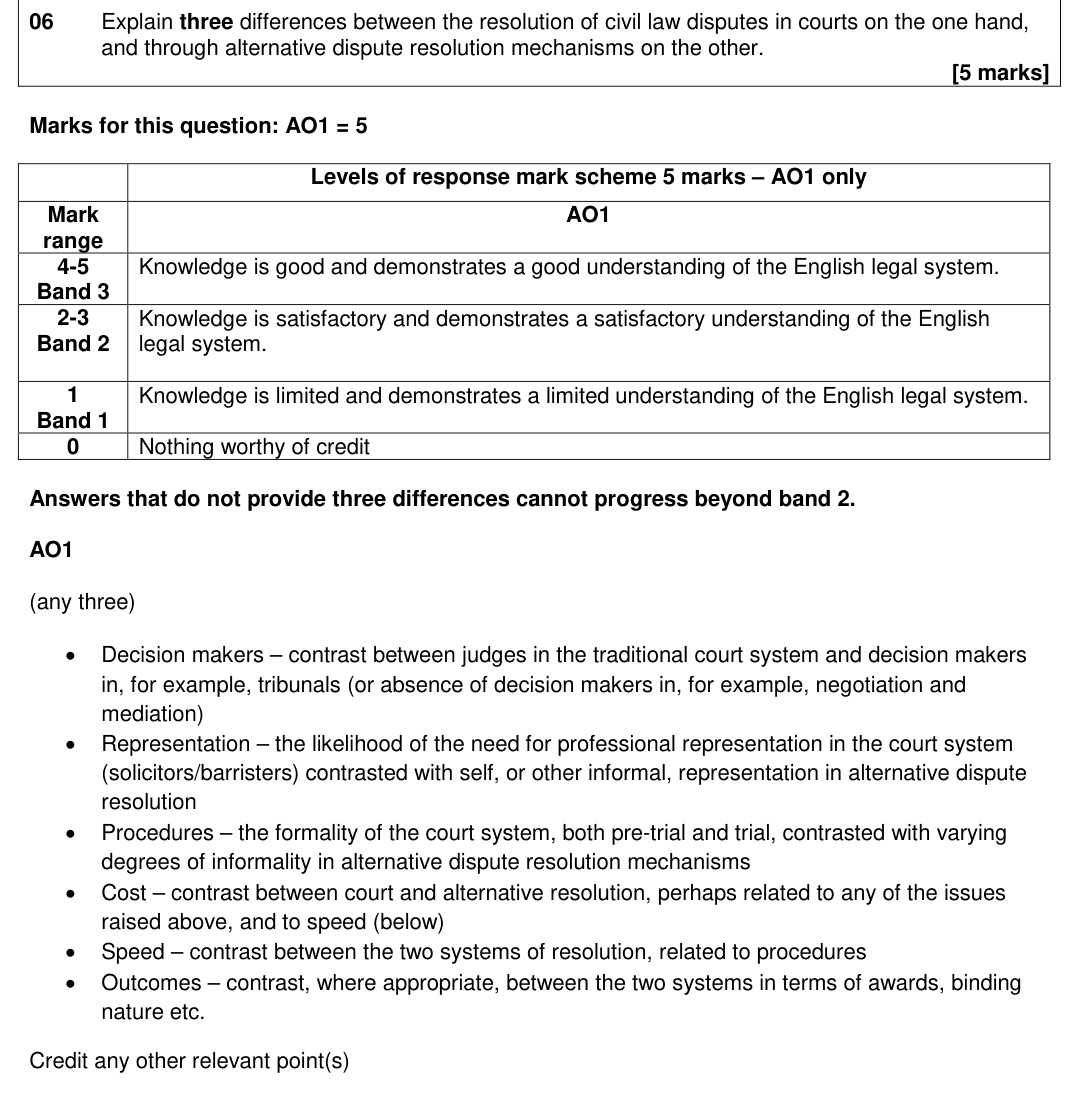 06 Explain three differences between the resolution of civil law disputes in courts on the one hand,
and through alternative dispute resolution mechanisms on the other.
[5 marks]
Marks for this question: AO1 = 5
Levels of response mark scheme 5 marks – AO1 only
Mark
range
AO1
4-5
Band 3
Knowledge is good and demonstrates a good understanding of the English legal system.
2-3
Band 2
Knowledge is satisfactory and demonstrates a satisfactory understanding of the English
legal system.
1
Band 1
Knowledge is limited and demonstrates a limited understanding of the English legal system.
0
Nothing worthy of credit
Answers that do not provide three differences cannot progress beyond band 2.
AO1
(any three)
• Decision makers – contrast between judges in the traditional court system and decision makers
in, for example, tribunals (or absence of decision makers in, for example, negotiation and
mediation)
• Representation – the likelihood of the need for professional representation in the court system
(solicitors/barristers) contrasted with self, or other informal, representation in alternative dispute
resolution
• Procedures – the formality of the court system, both pre-trial and trial, contrasted with varying
degrees of informality in alternative dispute resolution mechanisms
• Cost – contrast between court and alternative resolution, perhaps related to any of the issues
raised above, and to speed (below)
• Speed – contrast between the two systems of resolution, related to procedures
• Outcomes – contrast, where appropriate, between the two systems in terms of awards, binding
nature etc.
Credit any other relevant point(s)